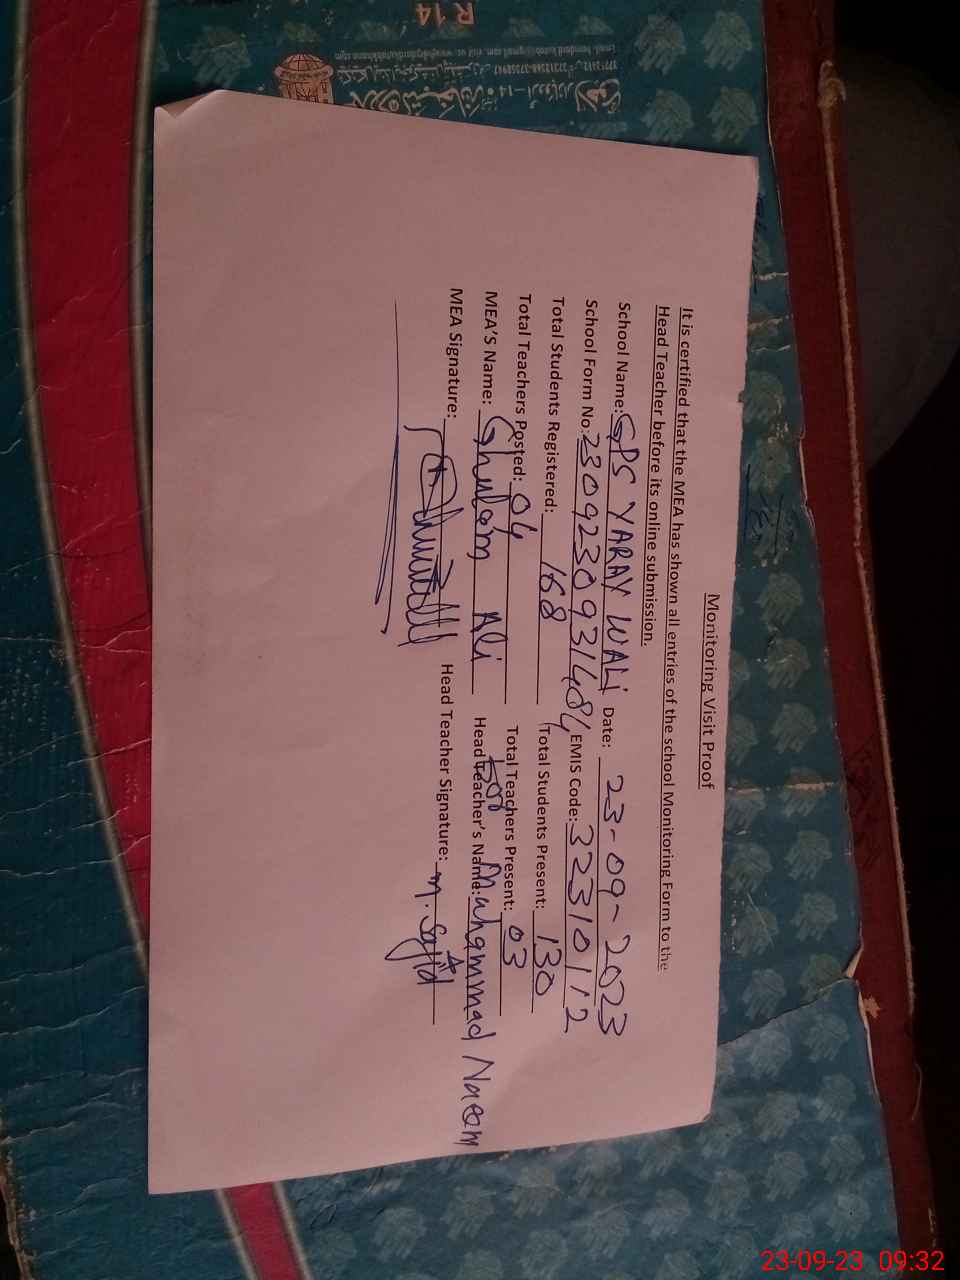 Monitoring Visit Proof
It is certified that the MEA has shown all entries of the school Monitoring Form to the
Head Teacher before its online submission.
School Name: GPS YARAY WALI Date: 23-09-2023
School Form No: 23092309231484 EMIS Code: 32310112
Total Students Registered: 168 Total Students Present: 130
Total Teachers Posted: 04 Total Teachers Present: 03
MEA'S Name: Ghulam Ali Head Teacher's Name: for Muhammad Naeem
MEA Signature: Head Teacher Signature: M. Sajid
R 14
23-09-23 09:32